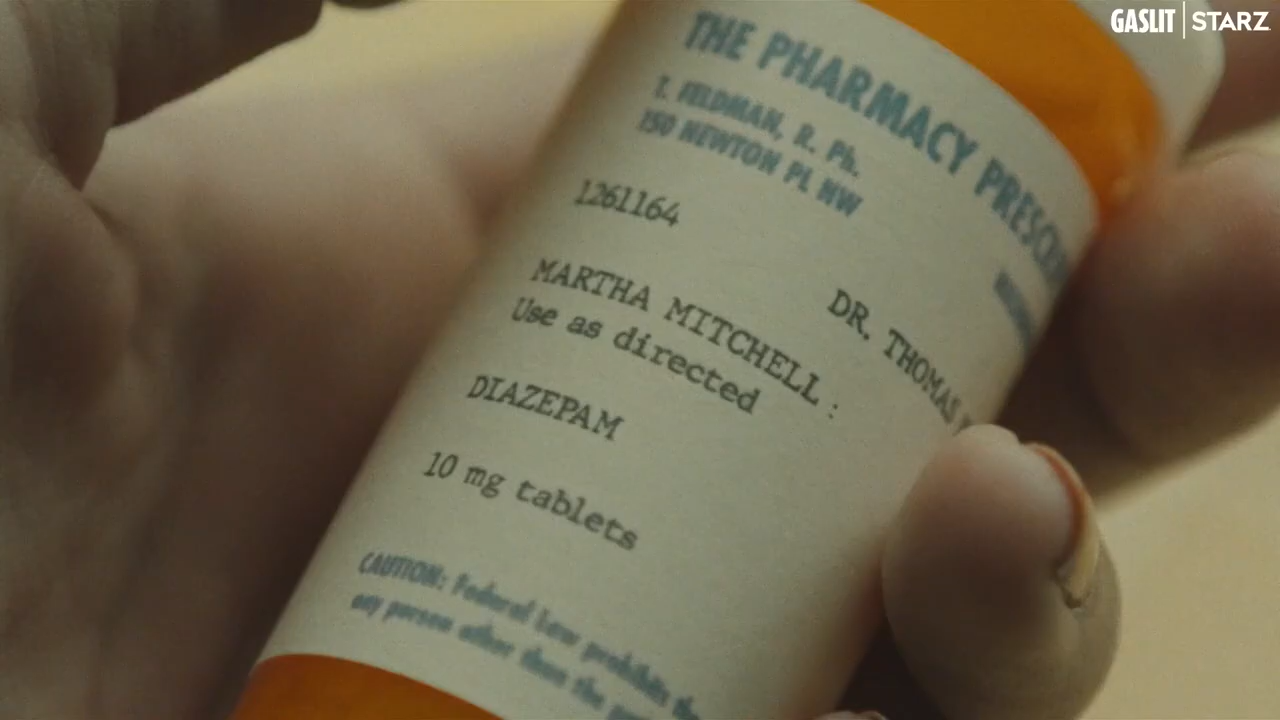 GASLIT | STARZ
THE PHARMACY
T. FELDMAN, R. Ph.
150 NEWTON PL NW
1261164
DR. THOMAS
MARTHA MITCHELL :
Use as directed
DIAZEPAM
10 mg tablets
CAUTION: Federal Law prohibits the
any person other than the